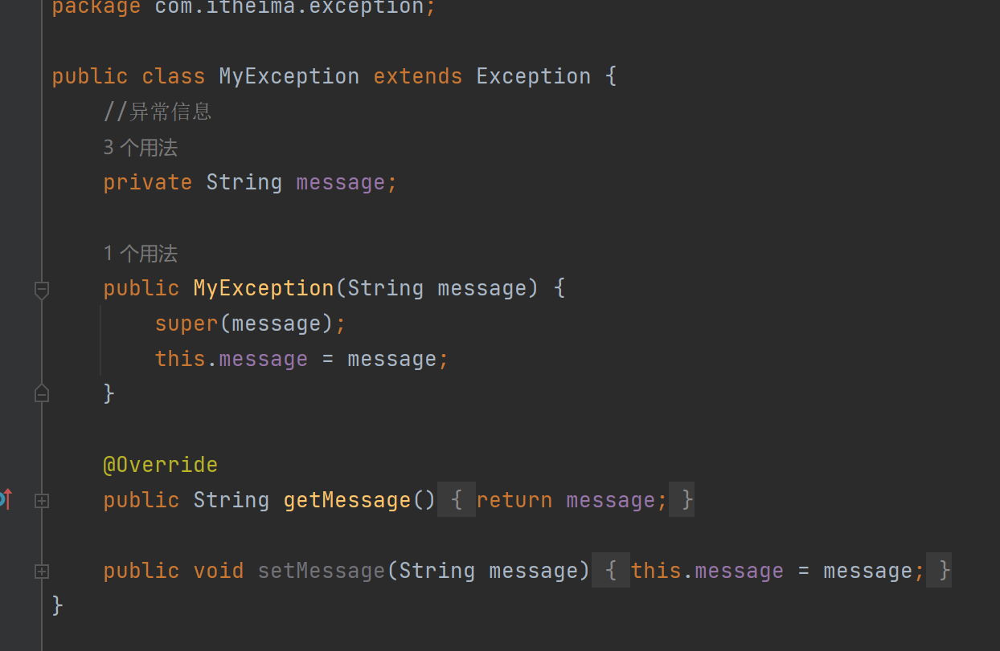 package com.itheima.exception;
public class MyException extends Exception {
//异常信息
3 个用法
private String message;
1 个用法
public MyException(String message) {
super(message);
this.message = message;
}
@Override
public String getMessage() { return message; }
public void setMessage(String message) { this.message = message; }
}